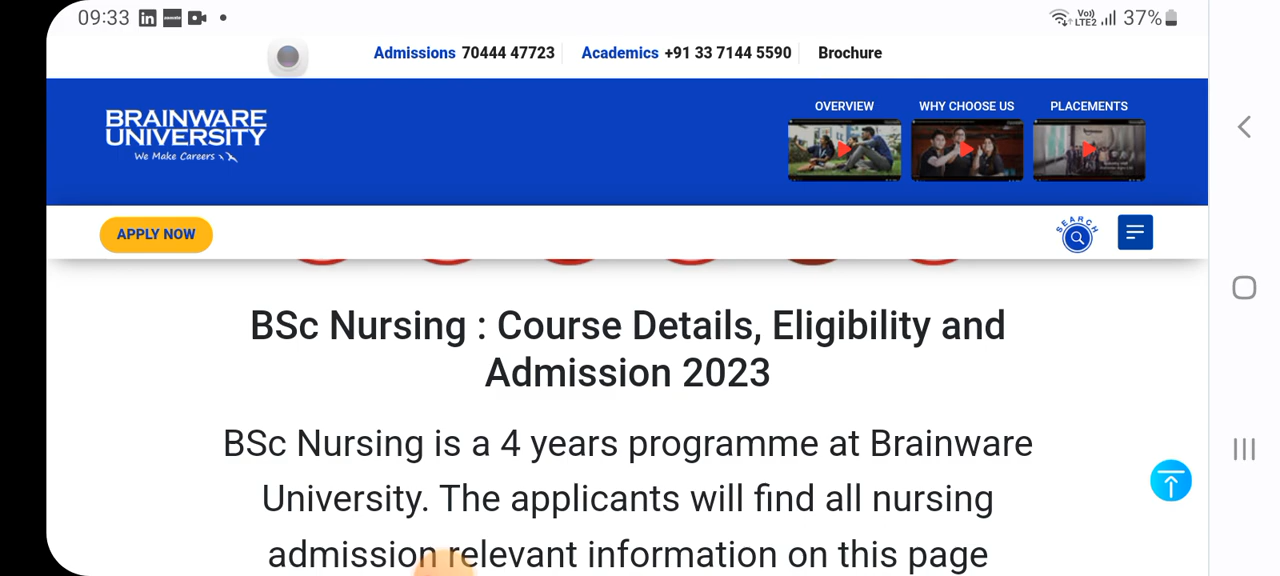 09:33
Vo)) LTE2 37%
Admissions 70444 47723 Academics +91 33 7144 5590 Brochure
BRAINWARE
UNIVERSITY
We Make Careers
OVERVIEW WHY CHOOSE US PLACEMENTS
APPLY NOW
SEARCH
BSc Nursing : Course Details, Eligibility and
Admission 2023
BSc Nursing is a 4 years programme at Brainware
University. The applicants will find all nursing
admission relevant information on this page